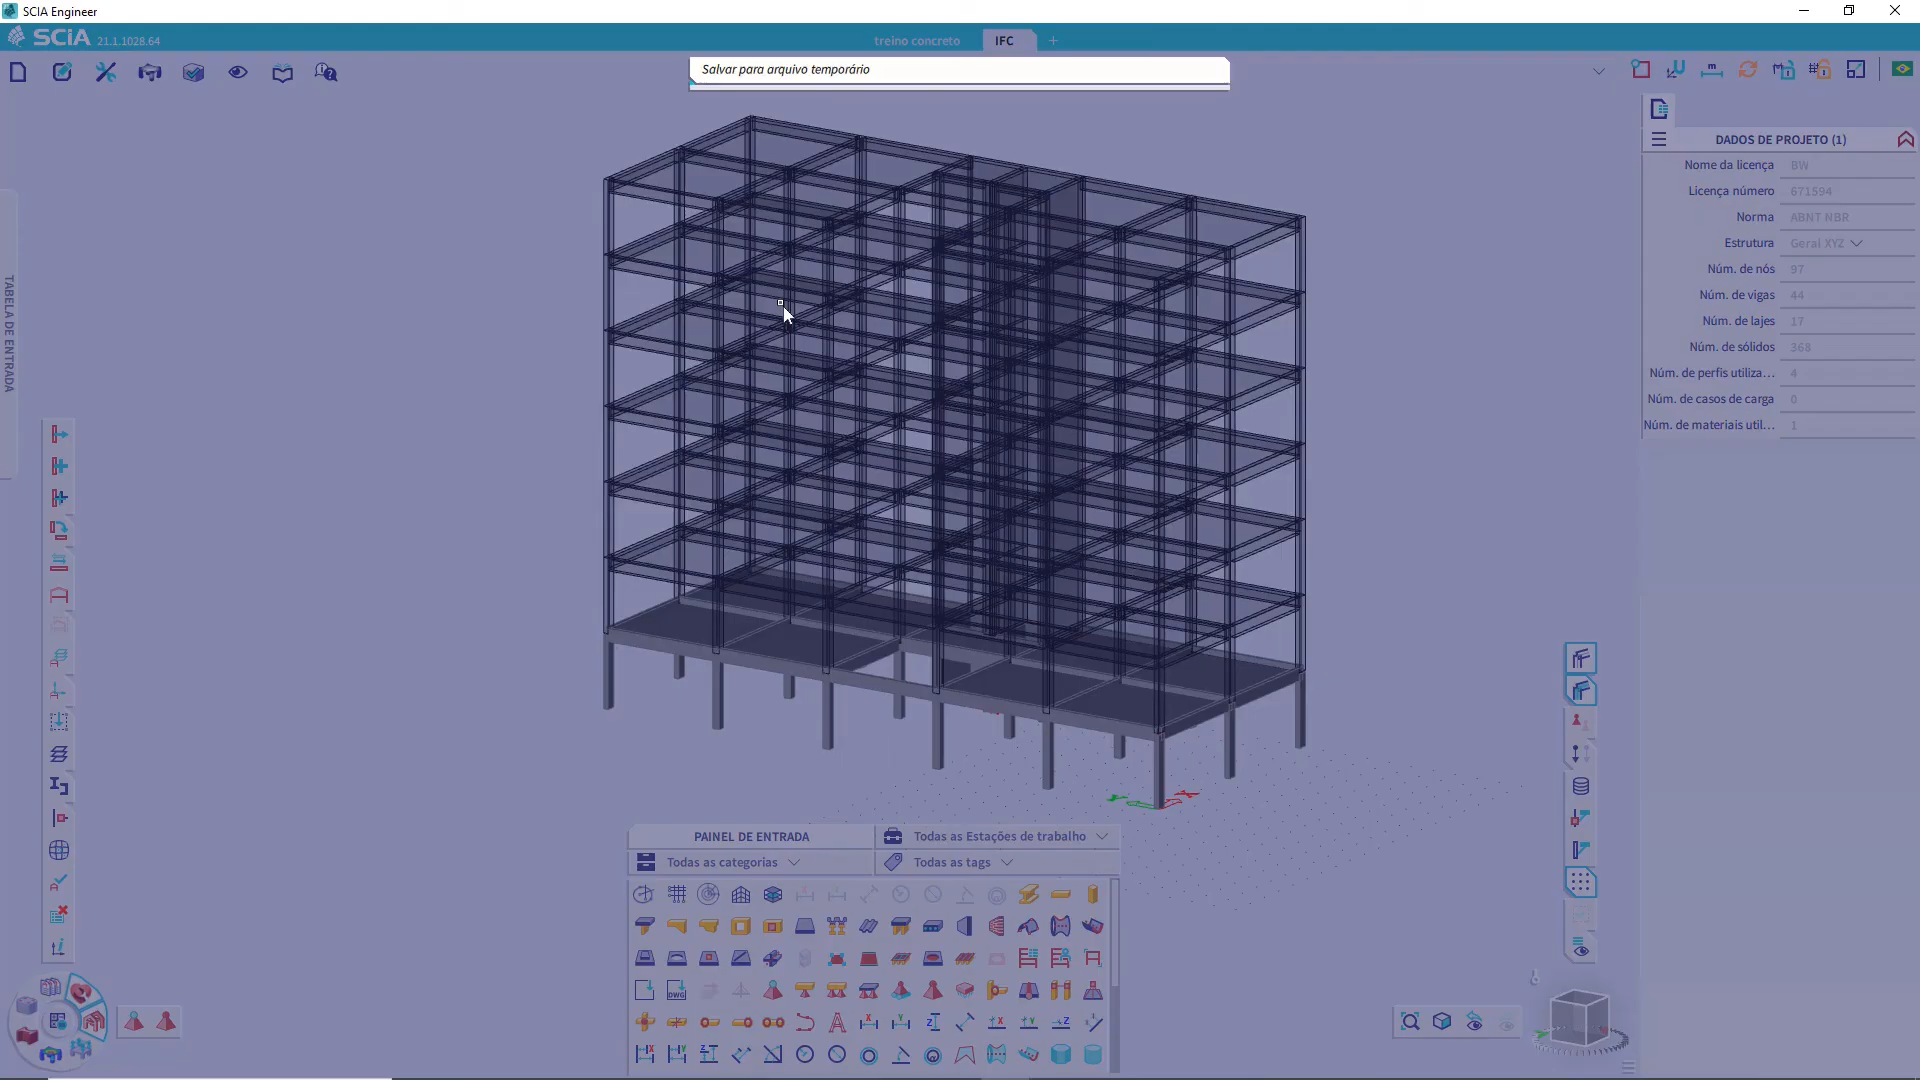 SCIA Engineer
SCIA 21.1.1028.64
treino concreto
IFC
Salvar para arquivo temporário
DADOS DE PROJETO (1)
Nome da licença BW
Licença número 671594
Norma ABNT NBR
Estrutura Geral XYZ
Núm. de nós 97
Núm. de vigas 44
Núm. de lajes 17
Núm. de sólidos 368
Núm. de perfis utiliza... 4
Núm. de casos de carga 0
Núm. de materiais util... 1
TABELA DE ENTRADA
PAINEL DE ENTRADA
Todas as Estações de trabalho
Todas as categorias
Todas as tags
DWG